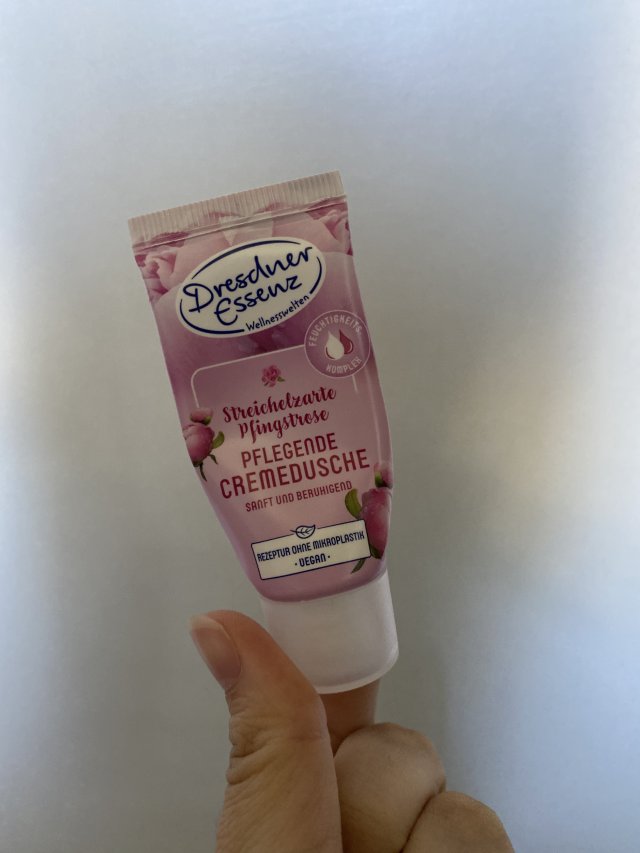 Dresdner
Essenz
Wellnesswelten
FEUCHTIGKEITS-
KOMPLEX
Streichelzarte
Pfingstrose
PFLEGENDE
CREMEDUSCHE
SANFT UND BERUHIGEND
REZEPTUR OHNE MIKROPLASTIK
· VEGAN ·